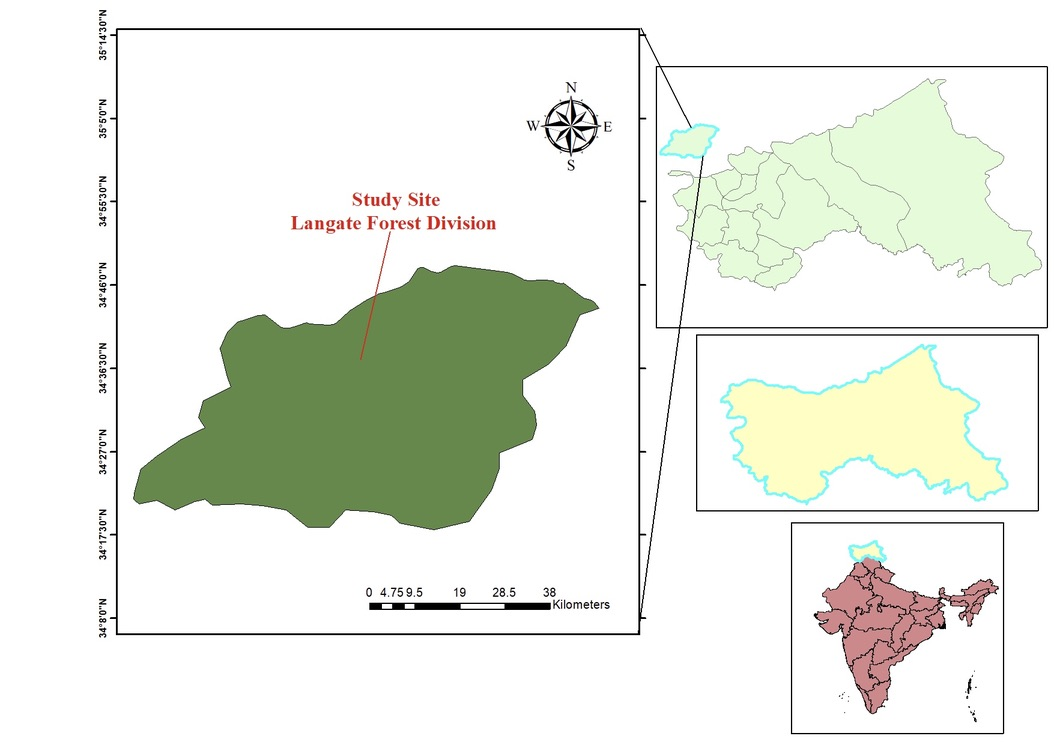 35°14'30"N
35°5'0"N
34°55'30"N
34°46'0"N
34°36'30"N
34°27'0"N
34°17'30"N
34°8'0"N
N
W
E
S
Study Site
Langate Forest Division
0 4.75 9.5 19 28.5 38
Kilometers